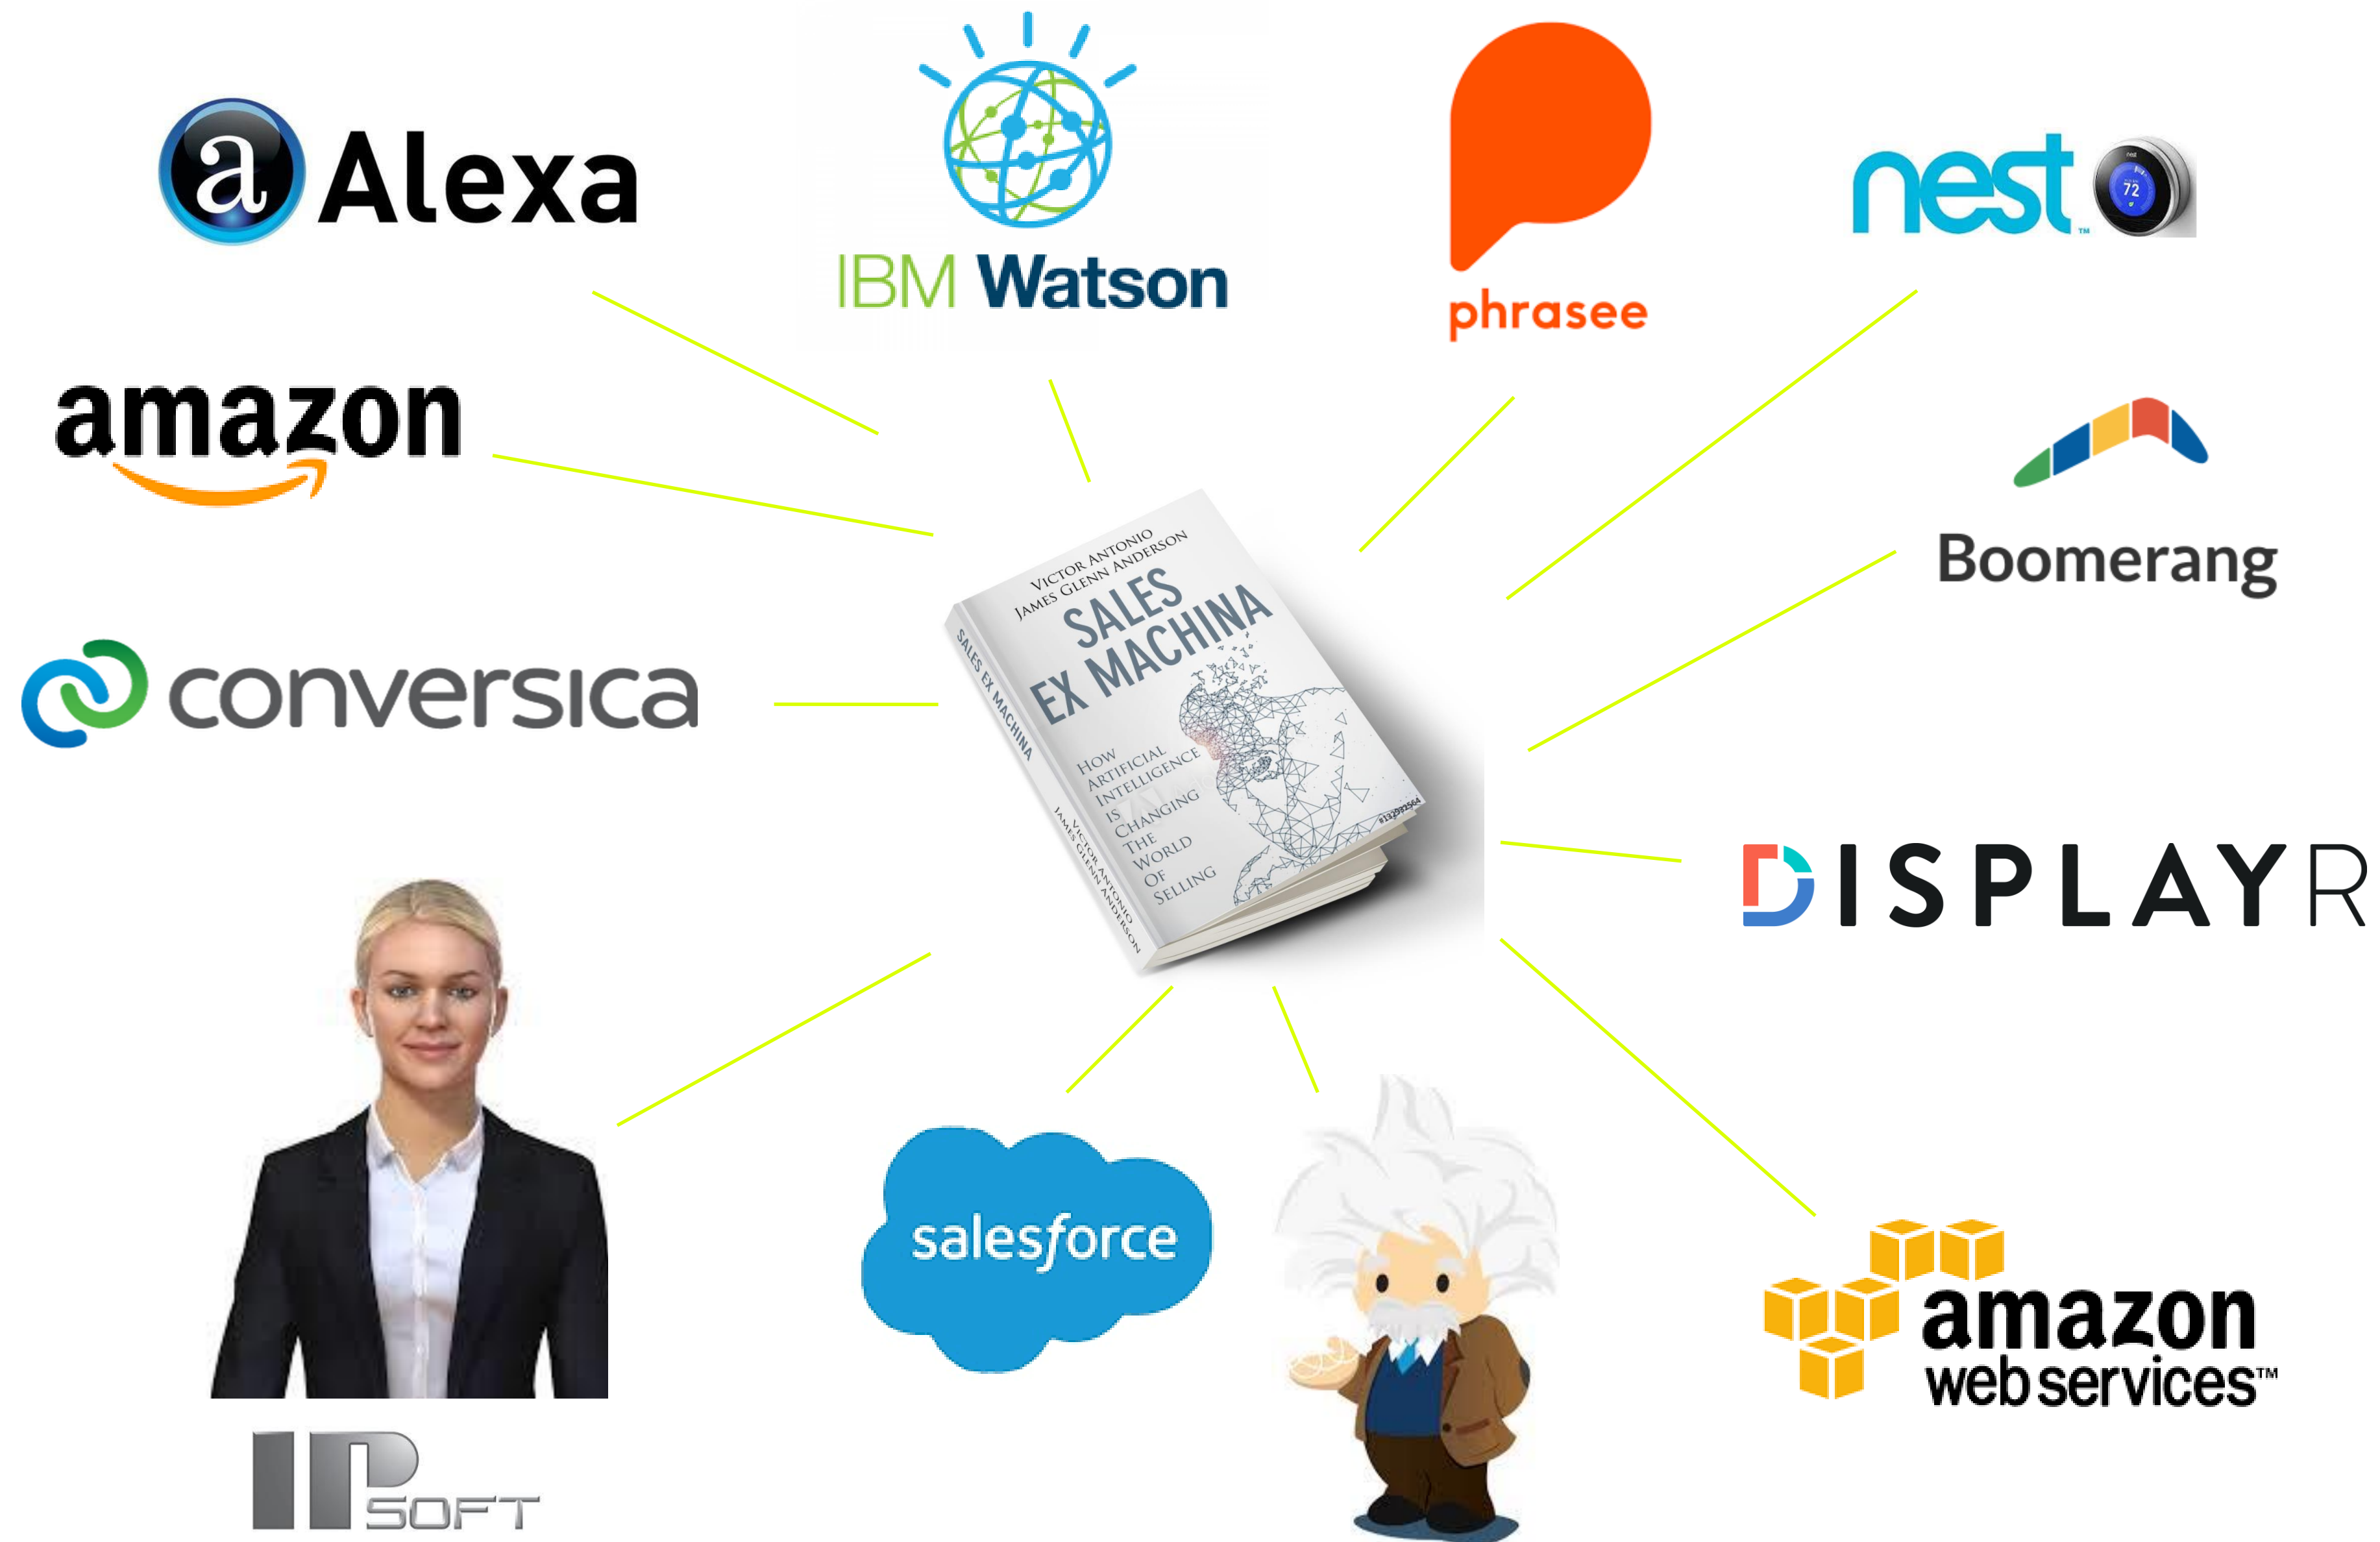 a Alexa
IBM Watson
phrasee
nest™
nest
72
amazon
Boomerang
conversica
VICTOR ANTONIO
JAMES GLENN ANDERSON
SALES
EX MACHINA
HOW
ARTIFICIAL
INTELLIGENCE
IS
CHANGING
THE
WORLD
OF
SELLING
SALES EX MACHINA
VICTOR ANTONIO
JAMES GLENN ANDERSON
DISPLAYR
salesforce
amazon
web services™
IPSOFT